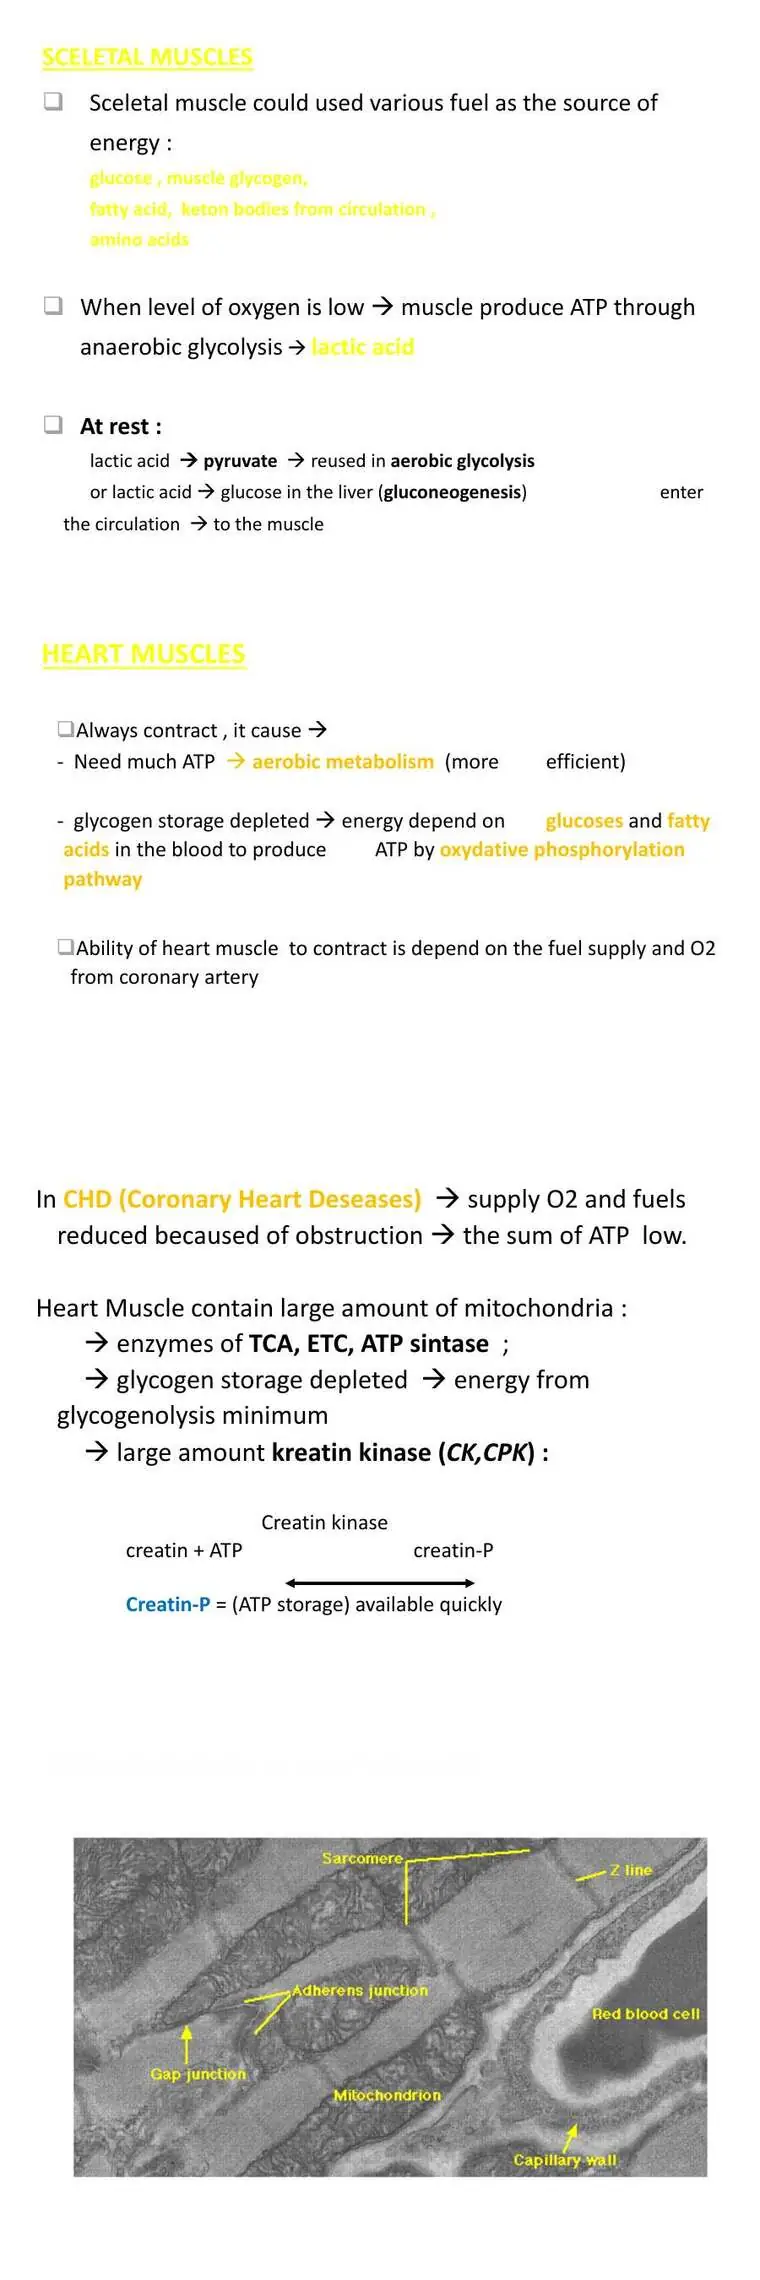 SCELETAL MUSCLES
❑ Sceletal muscle could used various fuel as the source of
energy :
glucose , muscle glycogen,
fatty acid, keton bodies from circulation ,
amino acids
❑ When level of oxygen is low → muscle produce ATP through
anaerobic glycolysis → lactic acid
❑ At rest :
lactic acid → pyruvate → reused in aerobic glycolysis
or lactic acid → glucose in the liver (gluconeogenesis) enter
the circulation → to the muscle
HEART MUSCLES
❑Always contract , it cause →
- Need much ATP → aerobic metabolism (more efficient)
- glycogen storage depleted → energy depend on glucoses and fatty
acids in the blood to produce ATP by oxydative phosphorylation
pathway
❑Ability of heart muscle to contract is depend on the fuel supply and O2
from coronary artery
In CHD (Coronary Heart Deseases) → supply O2 and fuels
reduced becaused of obstruction → the sum of ATP low.
Heart Muscle contain large amount of mitochondria :
→ enzymes of TCA, ETC, ATP sintase ;
→ glycogen storage depleted → energy from
glycogenolysis minimum
→ large amount kreatin kinase (CK,CPK) :
Creatin kinase
creatin + ATP creatin-P
Creatin-P = (ATP storage) available quickly
Sarcomere
Z line
Adherens junction
Red blood cell
Gap junction
Mitochondrion
Capillary wall